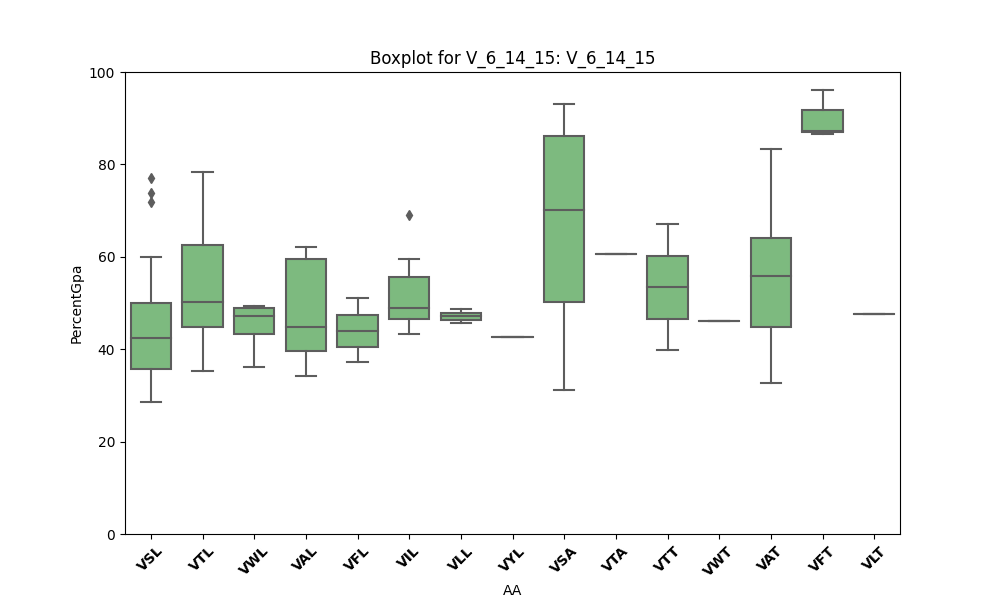 Boxplot for V_6_14_15: V_6_14_15
100
80
60
40
20
0
PercentGpa
VSL VTL VWL VAL VFL VIL VLL VYL VSA VTA VTT VWT VAT VFT VLT
AA